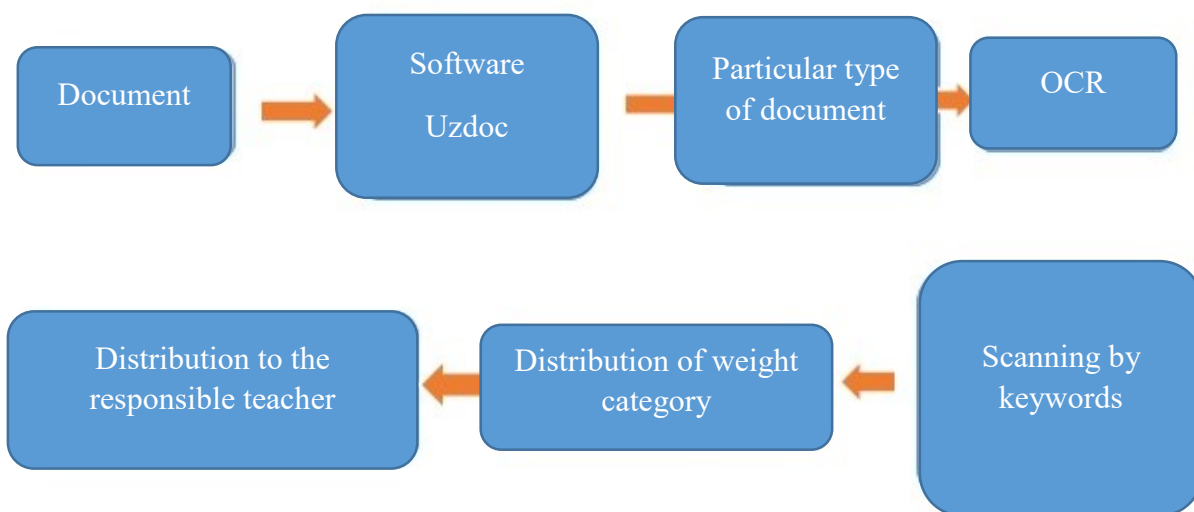 Document
Software
Uzdoc
Particular type
of document
OCR
Scanning by
keywords
Distribution of weight
category
Distribution to the
responsible teacher